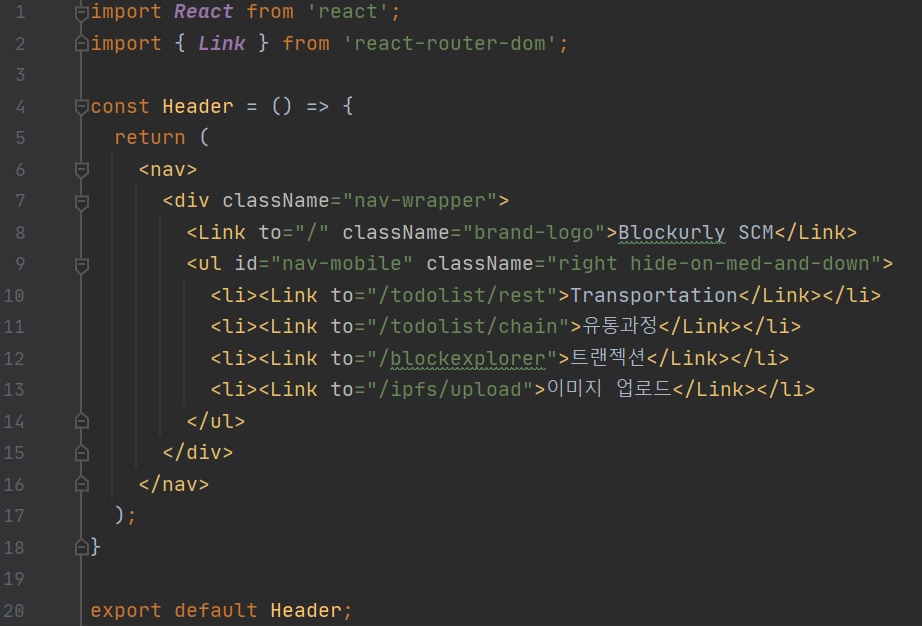 1 import React from 'react';
2 import { Link } from 'react-router-dom';
3
4 const Header = () => {
5   return (
6     <nav>
7       <div className="nav-wrapper">
8         <Link to="/" className="brand-logo">Blockurly SCM</Link>
9         <ul id="nav-mobile" className="right hide-on-med-and-down">
10           <li><Link to="/todolist/rest">Transportation</Link></li>
11           <li><Link to="/todolist/chain">유통과정</Link></li>
12           <li><Link to="/blockexplorer">트랜젝션</Link></li>
13           <li><Link to="/ipfs/upload">이미지 업로드</Link></li>
14         </ul>
15       </div>
16     </nav>
17   );
18 }
19
20 export default Header;